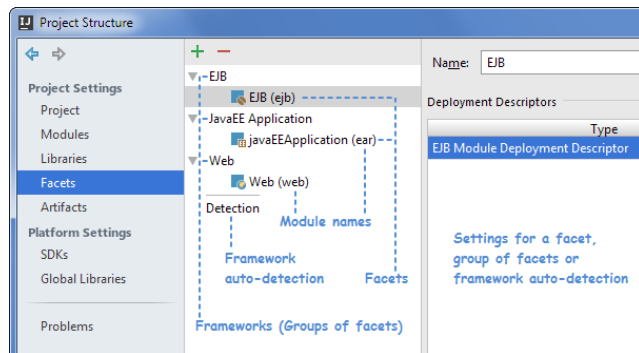 Project Structure
Project Settings
Project
Modules
Libraries
Facets
Artifacts
Platform Settings
SDKs
Global Libraries
Problems
EJB
EJB (ejb)
JavaEE Application
javaEEApplication (ear)
Web
Web (web)
Detection
Module names
Framework
auto-detection
Facets
Frameworks (Groups of facets)
Name: EJB
Deployment Descriptors
Type
EJB Module Deployment Descriptor
Settings for a facet,
group of facets or
framework auto-detection